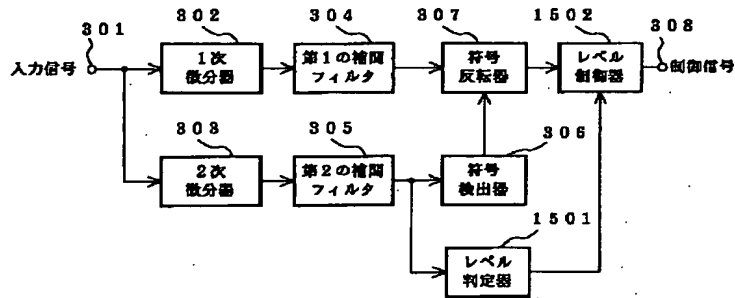 301
302
304
307
1502
308
入力信号
1次
微分器
第1の補間
フィルタ
符号
反転器
レベル
制御器
制御信号
303
305
306
2次
微分器
第2の補間
フィルタ
符号
検出器
1501
レベル
判定器